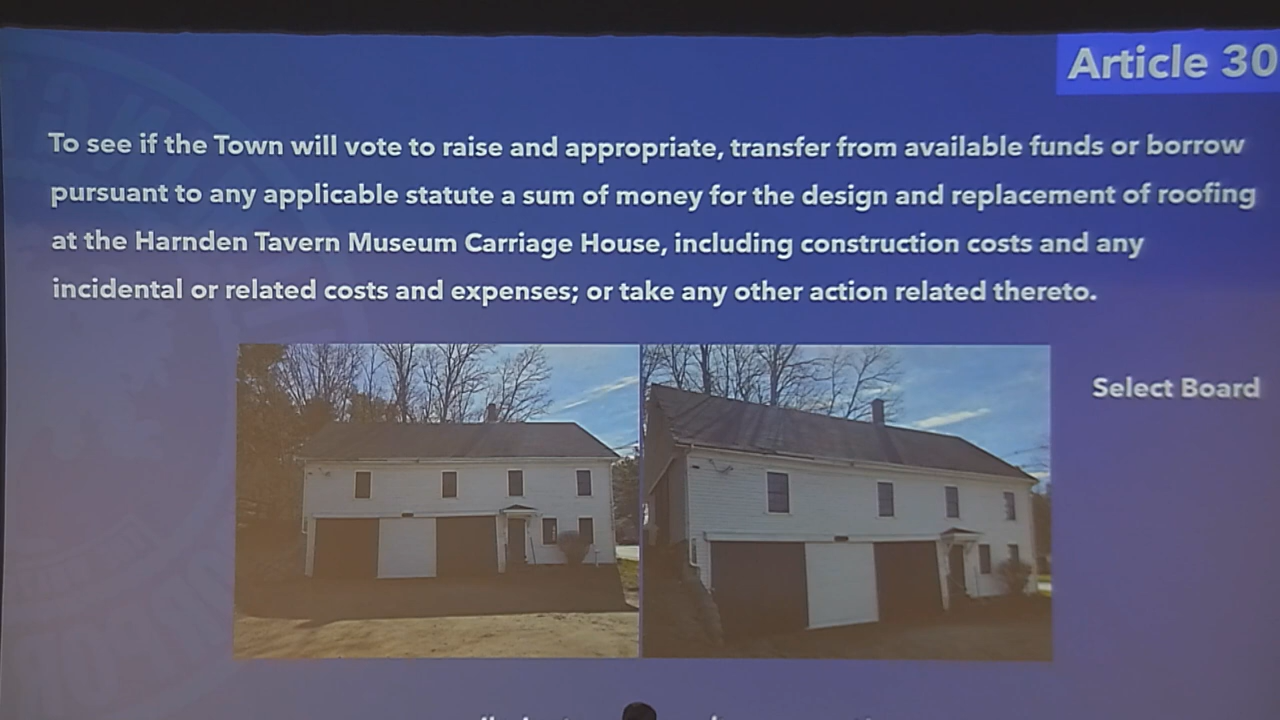 Article 30
To see if the Town will vote to raise and appropriate, transfer from available funds or borrow
pursuant to any applicable statute a sum of money for the design and replacement of roofing
at the Harnden Tavern Museum Carriage House, including construction costs and any
incidental or related costs and expenses; or take any other action related thereto.
Select Board